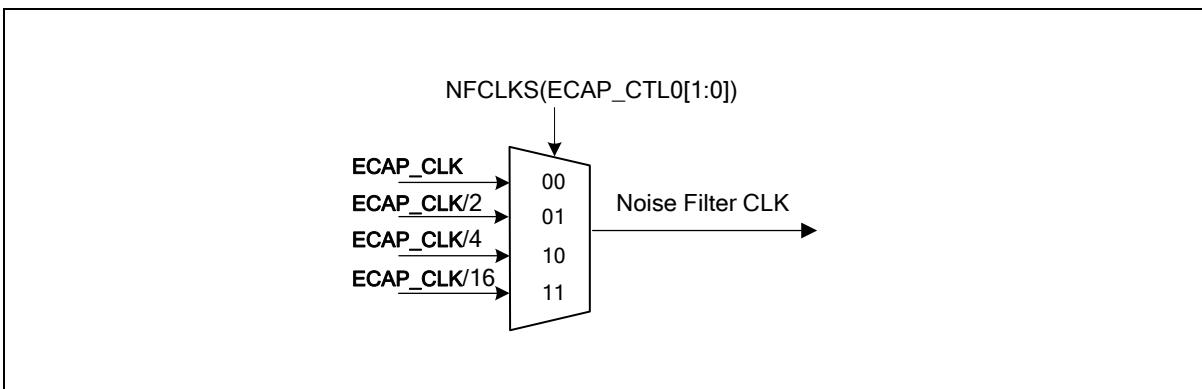 NFCLKS(ECAP_CTL0[1:0])
ECAP_CLK
00
ECAP_CLK/2
01
Noise Filter CLK
ECAP_CLK/4
10
ECAP_CLK/16
11